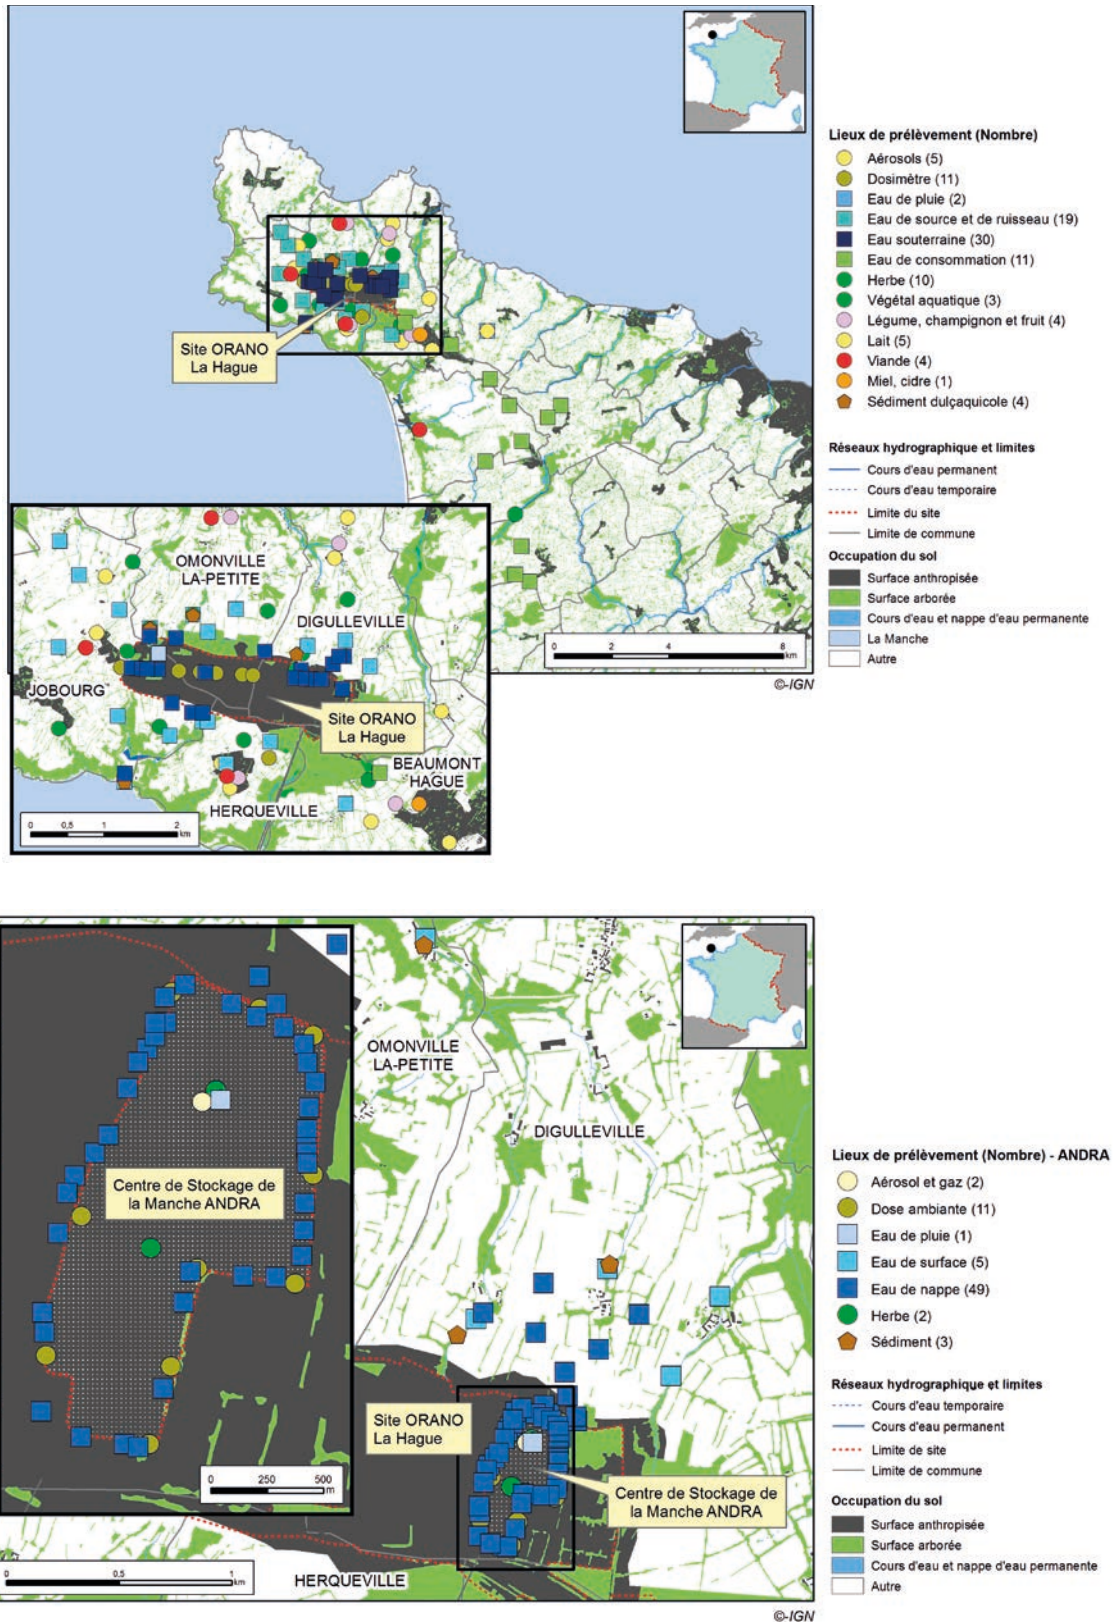 Lieux de prélèvement (Nombre)
Aérosols (5)
Dosimètre (11)
Eau de pluie (2)
Eau de source et de ruisseau (19)
Eau souterraine (30)
Eau de consommation (11)
Herbe (10)
Végétal aquatique (3)
Légume, champignon et fruit (4)
Lait (5)
Viande (4)
Miel, cidre (1)
Sédiment dulçaquicole (4)
Réseaux hydrographique et limites
Cours d'eau permanent
Cours d'eau temporaire
Limite du site
Limite de commune
Occupation du sol
Surface anthropisée
Surface arborée
Cours d'eau et nappe d'eau permanente
La Manche
Autre
Site ORANO
La Hague
0 2 4 6 8
km
©-IGN
OMONVILLE
LA-PETITE
DIGULLEVILLE
JOBOURG
Site ORANO
La Hague
BEAUMONT
HAGUE
HERQUEVILLE
0 0,5 1 2
km
OMONVILLE
LA-PETITE
DIGULLEVILLE
Centre de Stockage de
la Manche ANDRA
Site ORANO
La Hague
Centre de Stockage de
la Manche ANDRA
0 250 500
m
HERQUEVILLE
0 0,5 1
km
©-IGN
Lieux de prélèvement (Nombre) - ANDRA
Aérosol et gaz (2)
Dose ambiante (11)
Eau de pluie (1)
Eau de surface (5)
Eau de nappe (49)
Herbe (2)
Sédiment (3)
Réseaux hydrographique et limites
Cours d'eau temporaire
Cours d'eau permanent
Limite de site
Limite de commune
Occupation du sol
Surface anthropisée
Surface arborée
Cours d'eau et nappe d'eau permanente
Autre